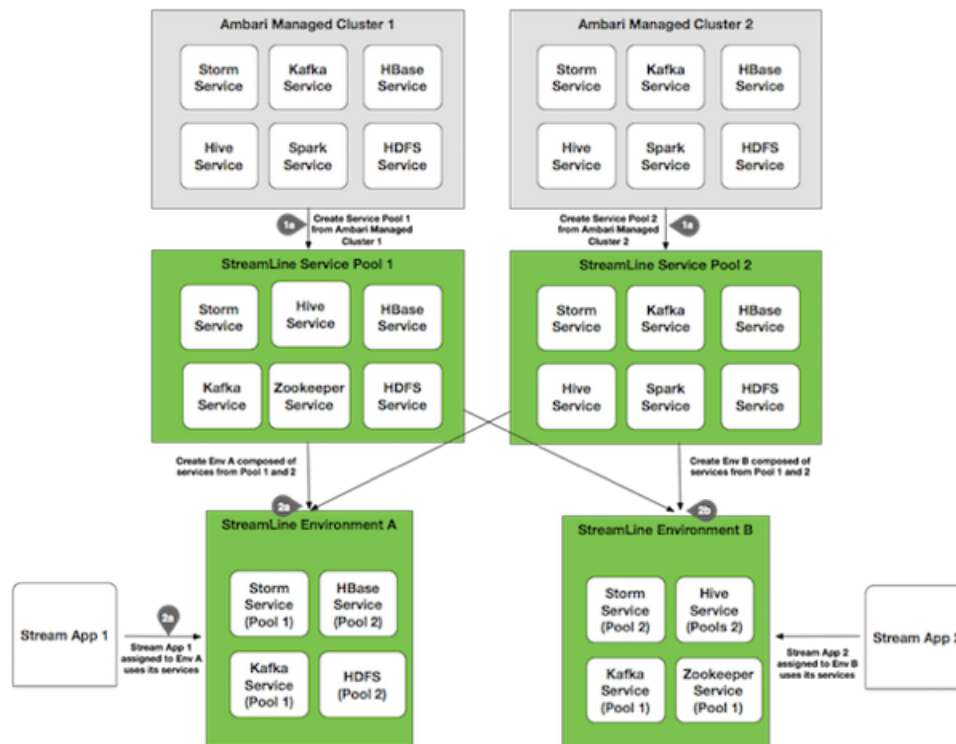 Ambari Managed Cluster 1
Storm
Service
Kafka
Service
HBase
Service
Hive
Service
Spark
Service
HDFS
Service
Ambari Managed Cluster 2
Storm
Service
Kafka
Service
HBase
Service
Hive
Service
Spark
Service
HDFS
Service
1a
Create Service Pool 1
from Ambari Managed
Cluster 1
Create Service Pool 2
from Ambari Managed
Cluster 2
1a
StreamLine Service Pool 1
Storm
Service
Hive
Service
HBase
Service
Kafka
Service
Zookeeper
Service
HDFS
Service
StreamLine Service Pool 2
Storm
Service
Kafka
Service
HBase
Service
Hive
Service
Spark
Service
HDFS
Service
Create Env A composed of
services from Pool 1 and 2
Create Env B composed of
services from Pool 1 and 2
2a
2b
StreamLine Environment A
Storm
Service
(Pool 1)
HBase
Service
(Pool 2)
Kafka
Service
(Pool 1)
HDFS
(Pool 2)
StreamLine Environment B
Storm
Service
(Pool 2)
Hive
Service
(Pools 2)
Kafka
Service
(Pool 1)
Zookeeper
Service
(Pool 1)
Stream App 1
2a
Stream App 1
assigned to Env A
uses its services
Stream App 2
assigned to Env B
uses its services
Stream App 2